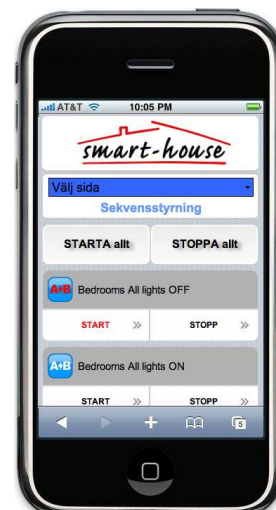 AT&T 10:05 PM
smart-house
Välj sida
Sekvensstyrning
STARTA allt STOPPA allt
A+B Bedrooms All lights OFF
START >> STOPP >>
A+B Bedrooms All lights ON
START >> STOPP >>
5